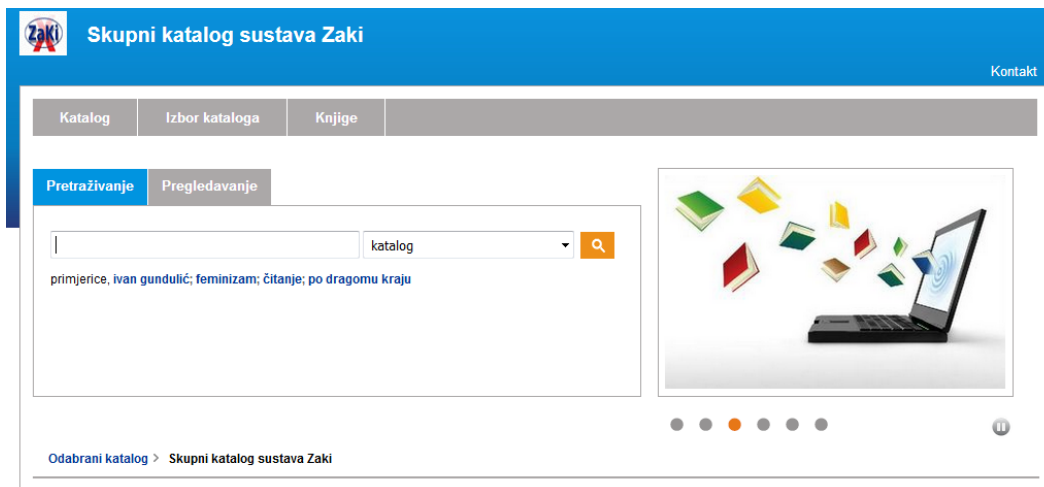 ZaKi
Skupni katalog sustava Zaki
Kontakt
Katalog Izbor kataloga Knjige
Pretraživanje Pregledavanje
katalog
primjerice, ivan gundulić; feminizam; čitanje; po dragomu kraju
Odabrani katalog > Skupni katalog sustava Zaki